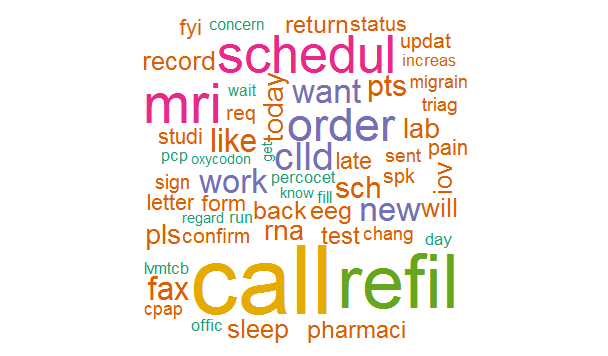 fyi concern return status
record schedul updat
increas
mri wait want pts migrain
today
req order triag
studi like lab
get
pcp oxycodon clld late sent pain
sign work percocet sch spk iov
know fill
letter form back eeg new will
regard run
pls confirm rna test chang day
lvmtcb call refil
fax
cpap
offic sleep pharmaci